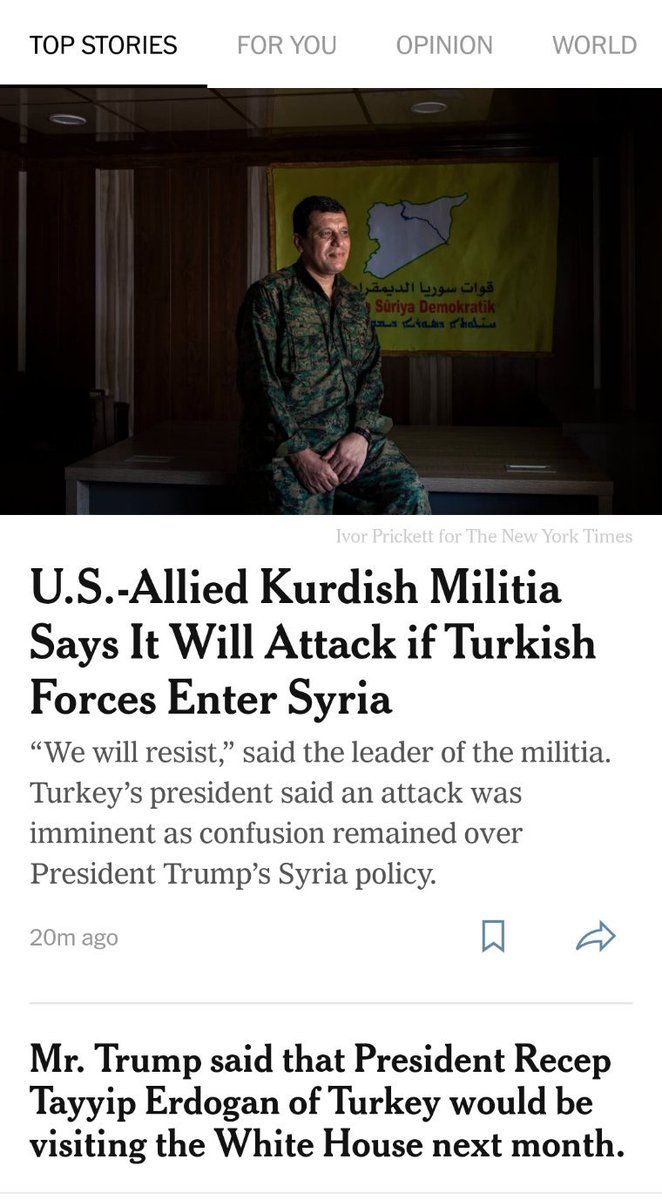 TOP STORIES FOR YOU OPINION WORLD
قوات سوريا الديمقرا
Sûriya Demokratîk
Ivor Prickett for The New York Times
U.S.-Allied Kurdish Militia
Says It Will Attack if Turkish
Forces Enter Syria
“We will resist,” said the leader of the militia.
Turkey’s president said an attack was
imminent as confusion remained over
President Trump’s Syria policy.
20m ago
Mr. Trump said that President Recep
Tayyip Erdogan of Turkey would be
visiting the White House next month.